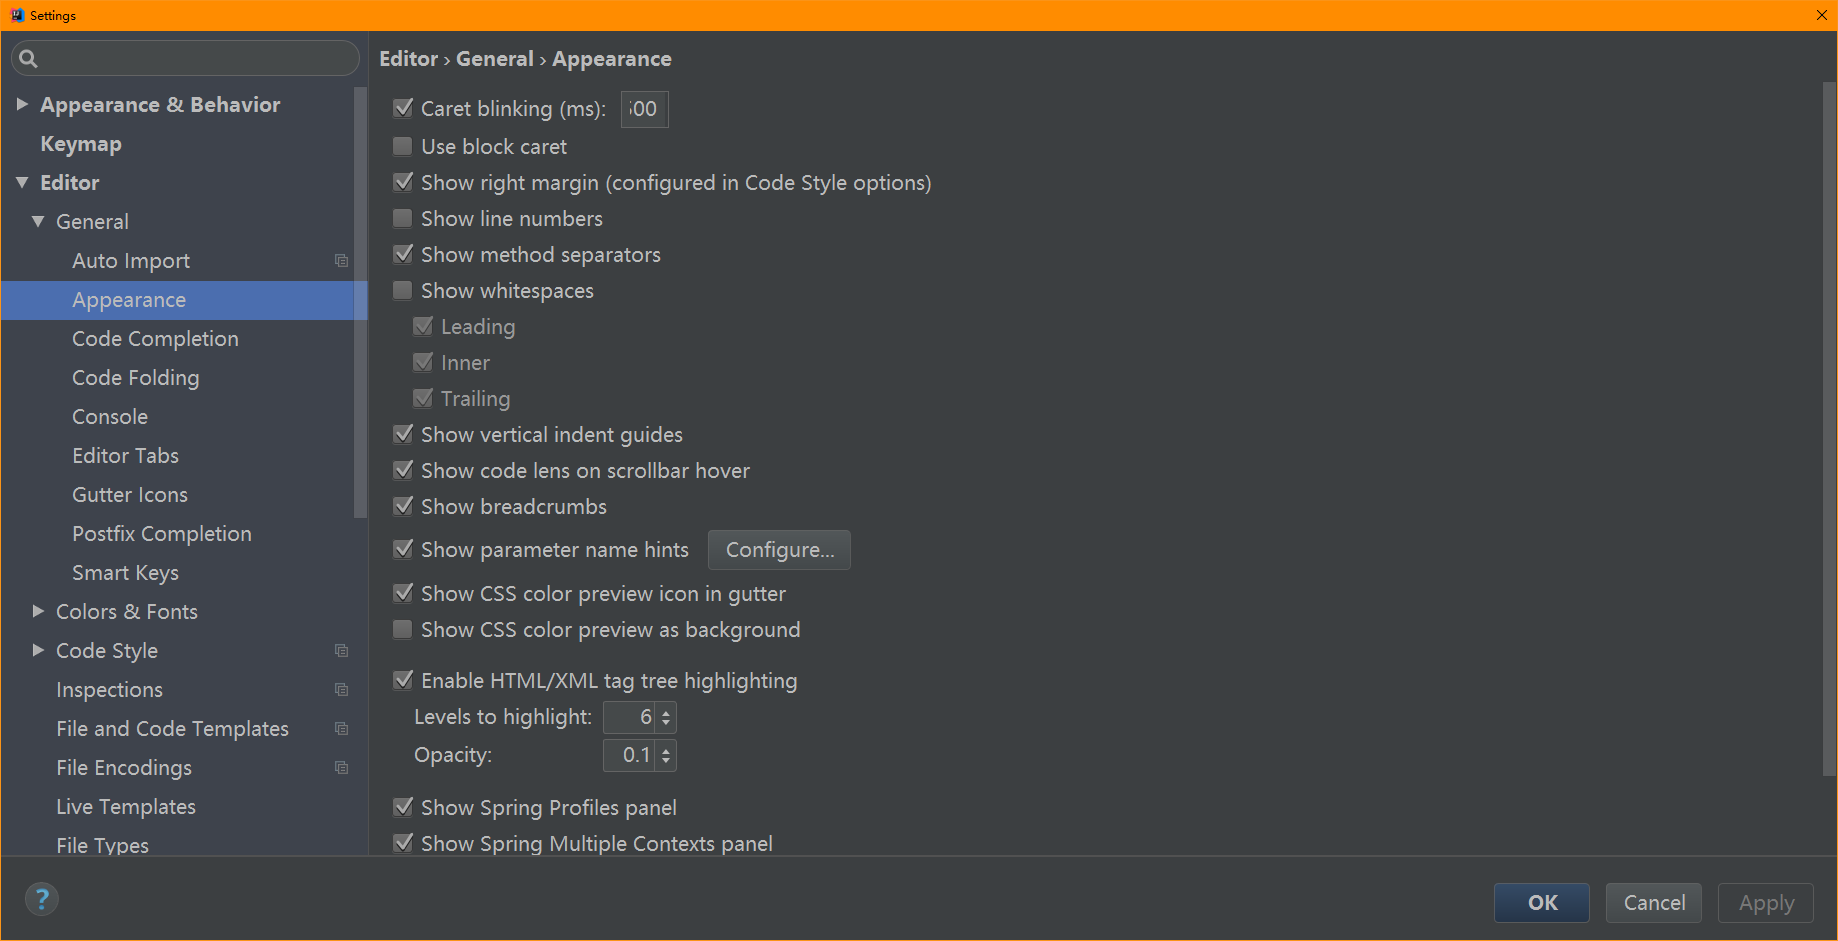 Settings
Appearance & Behavior
Keymap
Editor
General
Auto Import
Appearance
Code Completion
Code Folding
Console
Editor Tabs
Gutter Icons
Postfix Completion
Smart Keys
Colors & Fonts
Code Style
Inspections
File and Code Templates
File Encodings
Live Templates
File Types
Editor › General › Appearance
Caret blinking (ms):
Use block caret
Show right margin (configured in Code Style options)
Show line numbers
Show method separators
Show whitespaces
Leading
Inner
Trailing
Show vertical indent guides
Show code lens on scrollbar hover
Show breadcrumbs
Show parameter name hints Configure...
Show CSS color preview icon in gutter
Show CSS color preview as background
Enable HTML/XML tag tree highlighting
Levels to highlight: 6
Opacity: 0.1
Show Spring Profiles panel
Show Spring Multiple Contexts panel
?
OK Cancel Apply